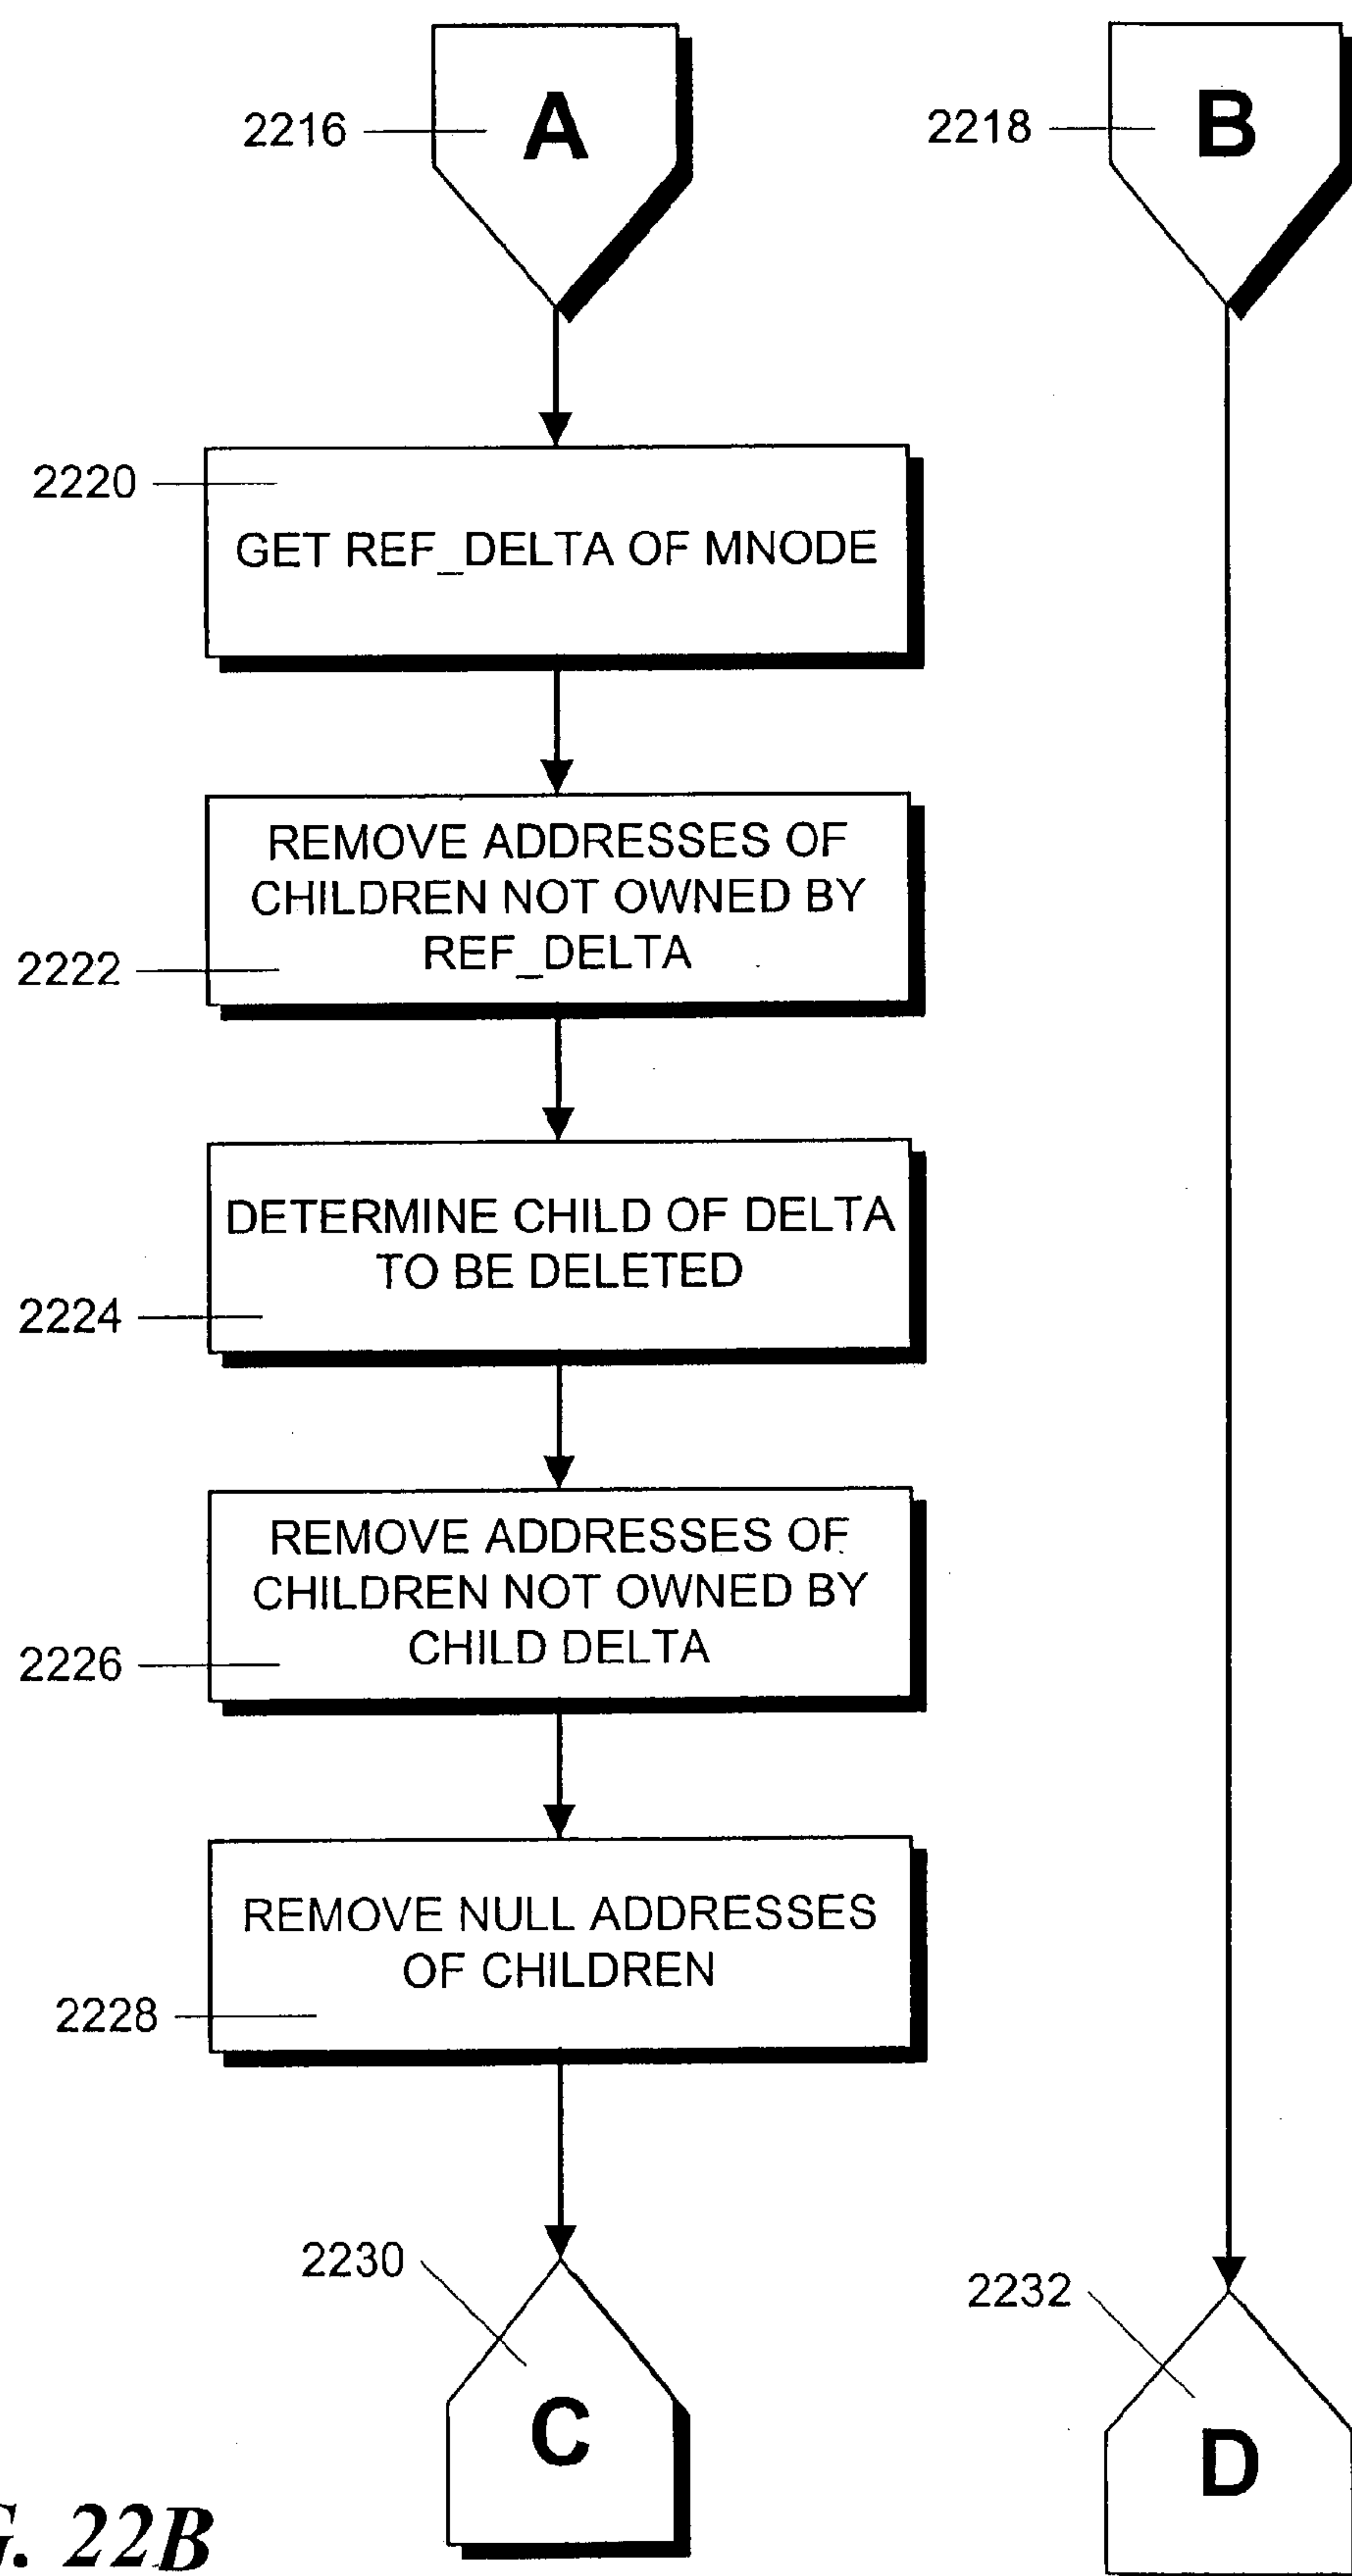 2216
A
2218
B
2220
GET REF_DELTA OF MNODE
REMOVE ADDRESSES OF
CHILDREN NOT OWNED BY
REF_DELTA
2222
DETERMINE CHILD OF DELTA
TO BE DELETED
2224
REMOVE ADDRESSES OF
CHILDREN NOT OWNED BY
CHILD DELTA
2226
REMOVE NULL ADDRESSES
OF CHILDREN
2228
2230
C
2232
D
G. 22B